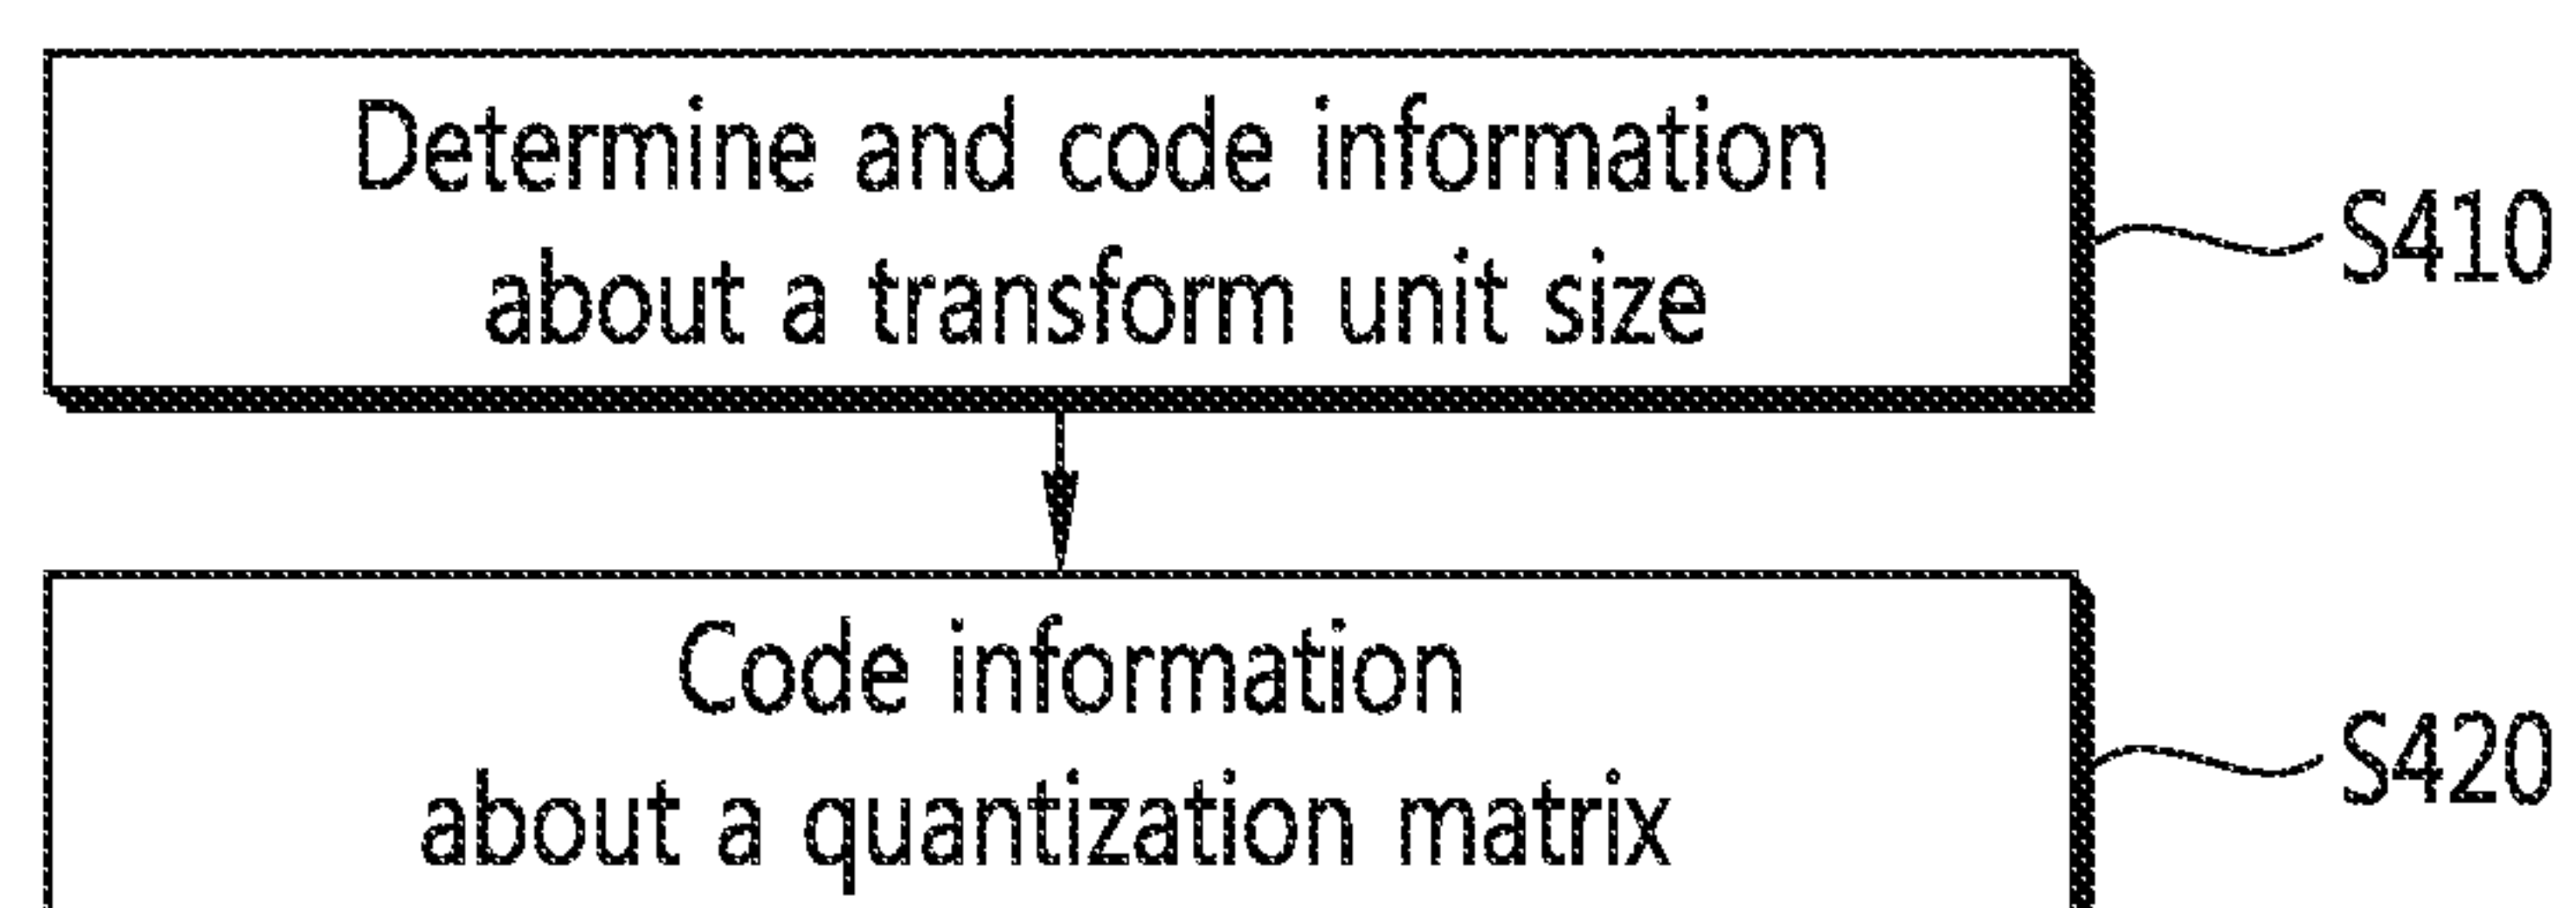 Determine and code information
about a transform unit size
S410
Code information
about a quantization matrix
S420